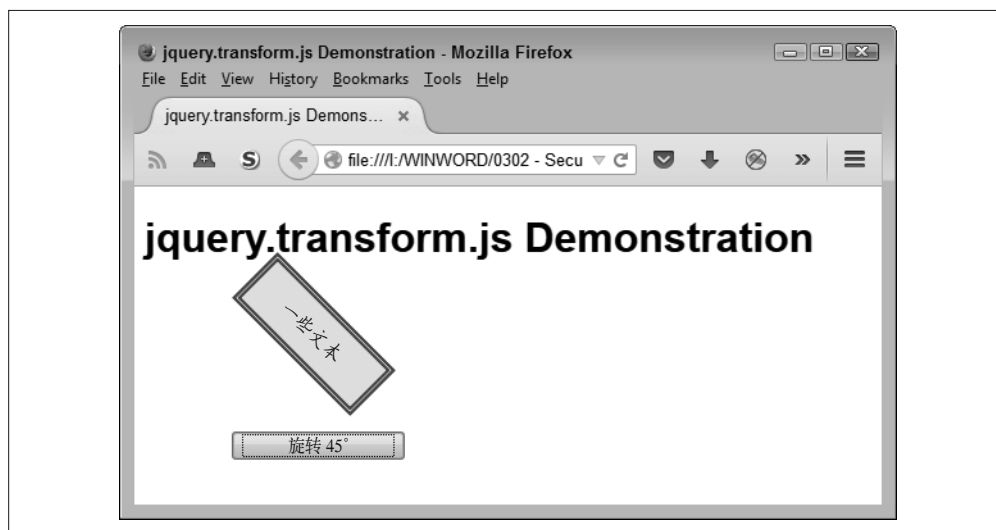 jquery.transform.js Demonstration - Mozilla Firefox
File Edit View History Bookmarks Tools Help
jquery.transform.js Demons... ×
S file:///I:/WINWORD/0302 - Secu
jquery.transform.js Demonstration
一些文本
旋转 45°